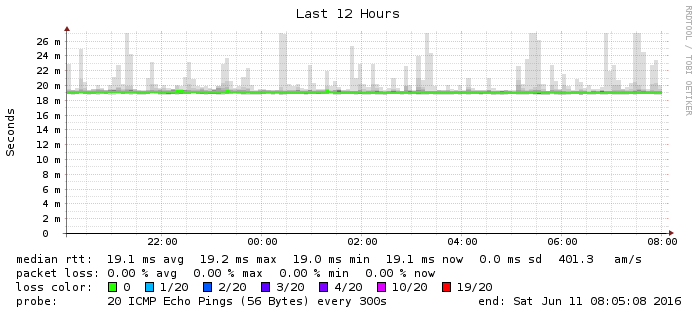 Last 12 Hours
RRDTOOL / TOBI OETIKER
Seconds
26 m
24 m
22 m
20 m
18 m
16 m
14 m
12 m
10 m
8 m
6 m
4 m
2 m
0
22:00 00:00 02:00 04:00 06:00 08:00
median rtt: 19.1 ms avg 19.2 ms max 19.0 ms min 19.1 ms now 0.0 ms sd 401.3 am/s
packet loss: 0.00 % avg 0.00 % max 0.00 % min 0.00 % now
loss color: 0 1/20 2/20 3/20 4/20 10/20 19/20
probe: 20 ICMP Echo Pings (56 Bytes) every 300s end: Sat Jun 11 08:05:08 2016